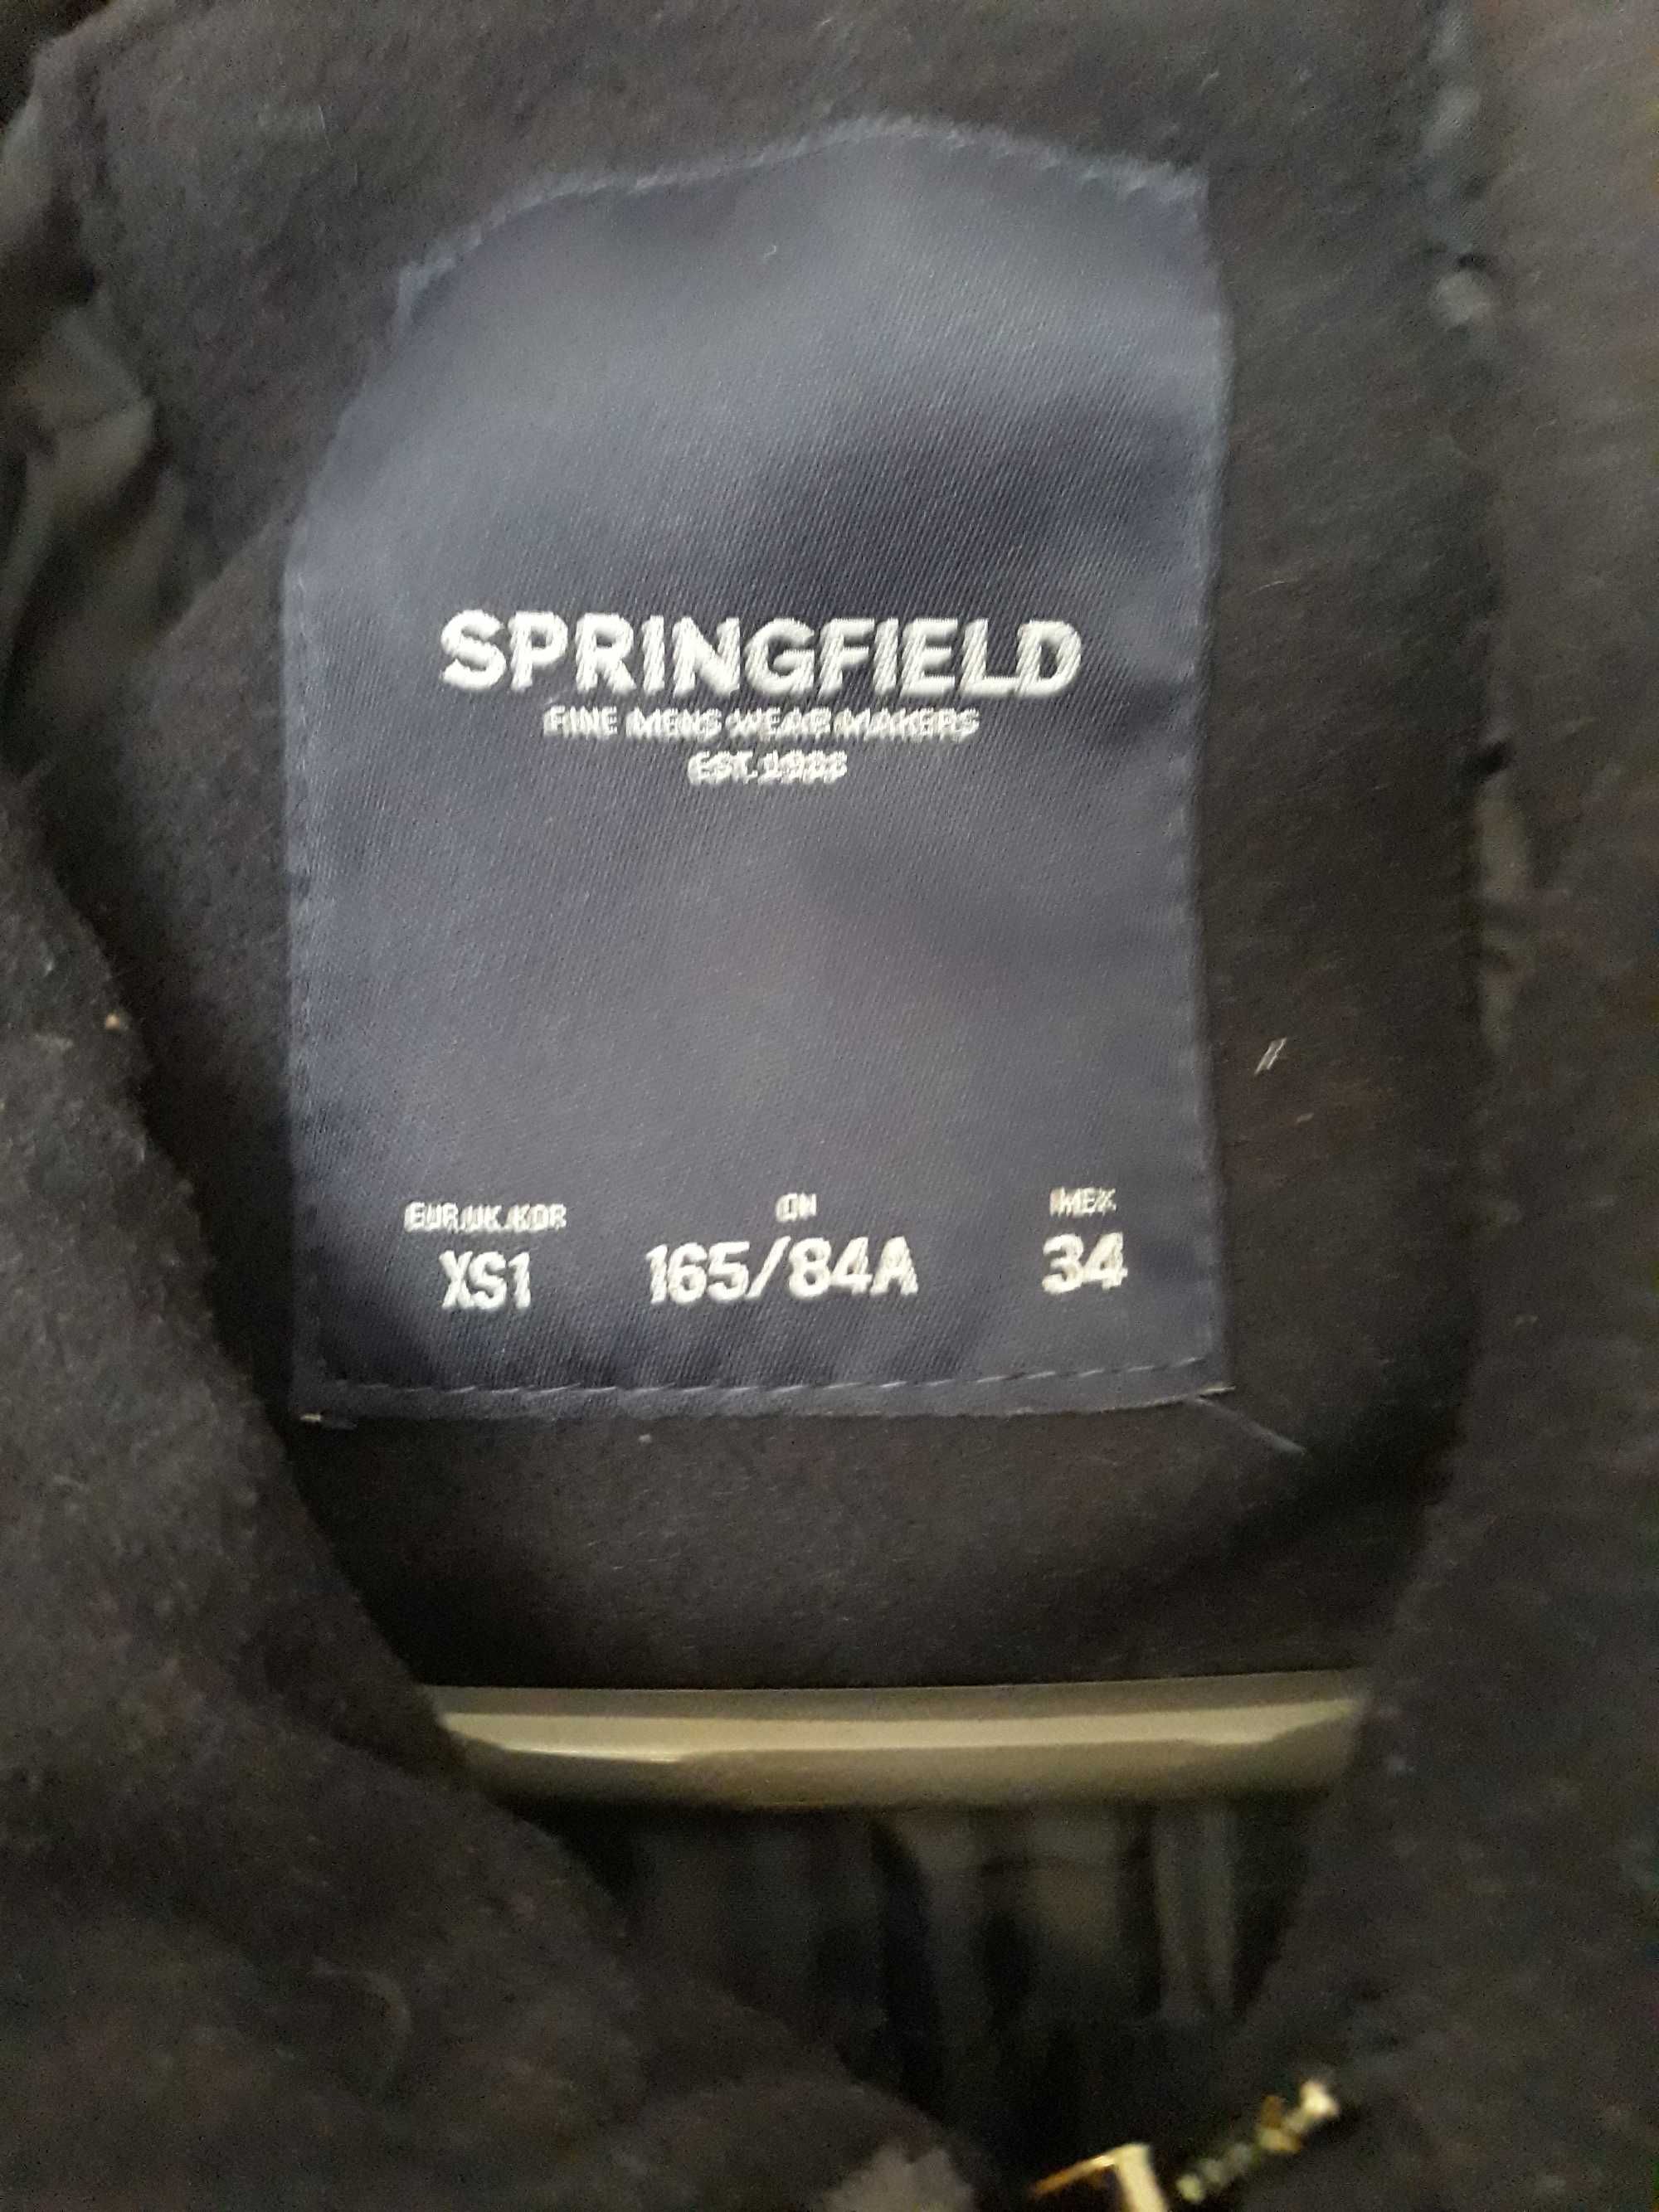 SPRINGFIELD
FINE MENS WEAR MAKERS
EST. 1988
EUR.UK.KOR CN MEX
XS1 165/84A 34